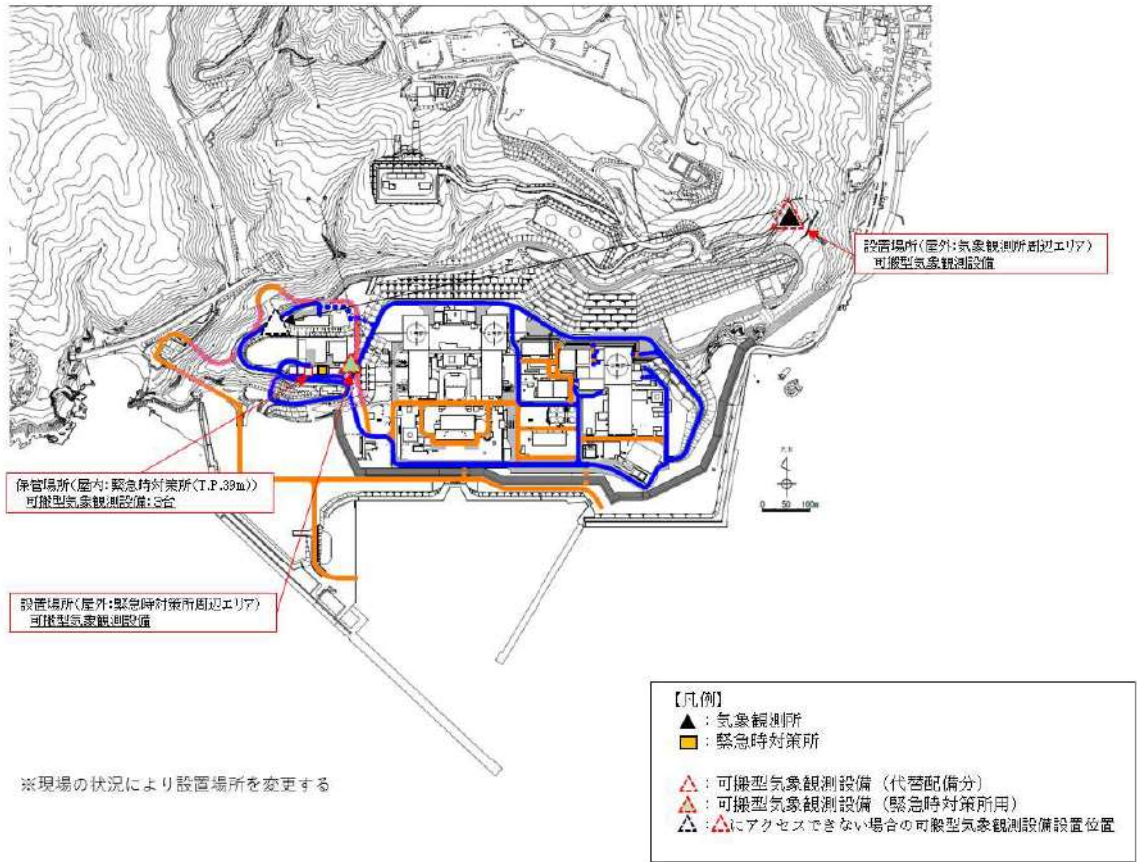 設置場所(屋外:気象観測所周辺エリア)
可搬型気象観測設備
保管場所(屋内:緊急時対策所(T.P.39m))
可搬型気象観測設備:3台
0 50 100m
設置場所(屋外:緊急時対策所周辺エリア)
可搬型気象観測設備
【凡例】
▲:気象観測所
:緊急時対策所
※現場の状況により設置場所を変更する
△:可搬型気象観測設備(代替配備分)
△:可搬型気象観測設備(緊急時対策所用)
△:△にアクセスできない場合の可搬型気象観測設備設置位置